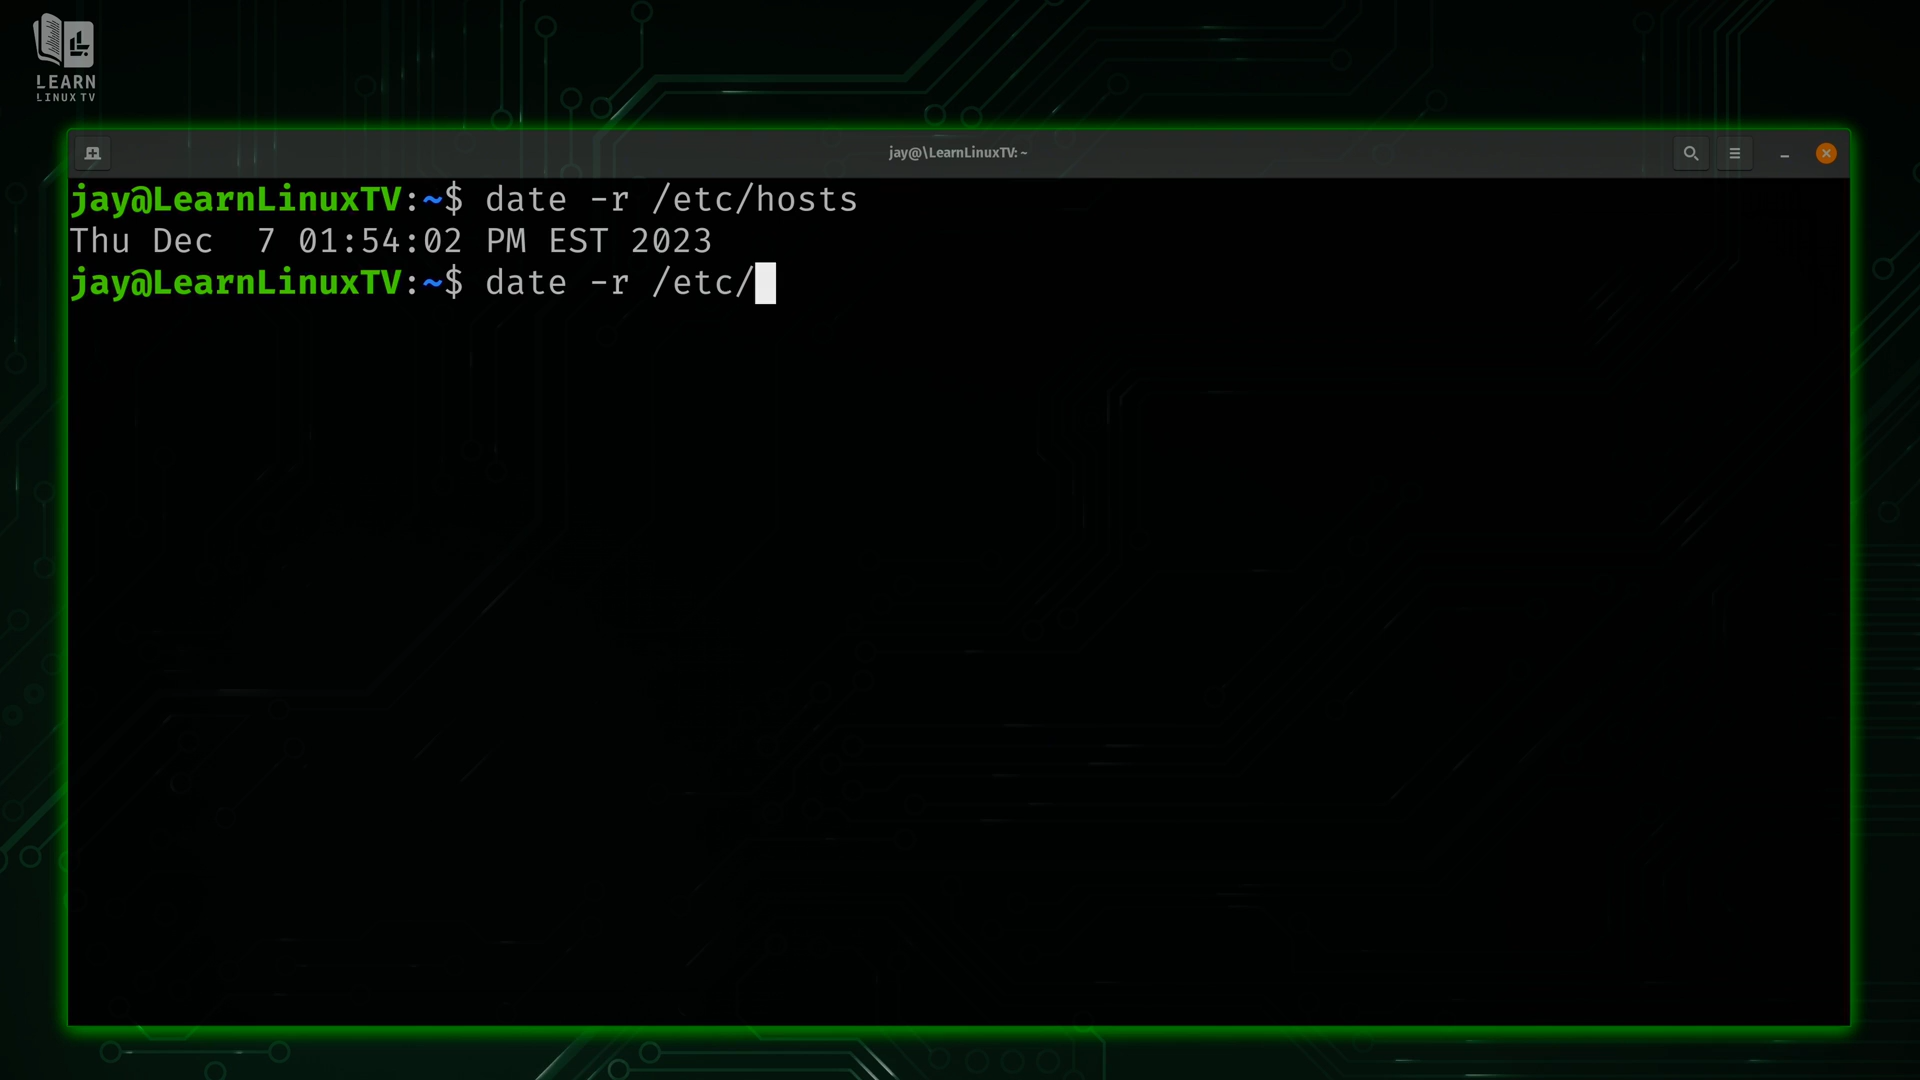 LEARN
LINUX TV
jay@\LearnLinuxTV: ~
jay@LearnLinuxTV:~$ date -r /etc/hosts
Thu Dec  7 01:54:02 PM EST 2023
jay@LearnLinuxTV:~$ date -r /etc/